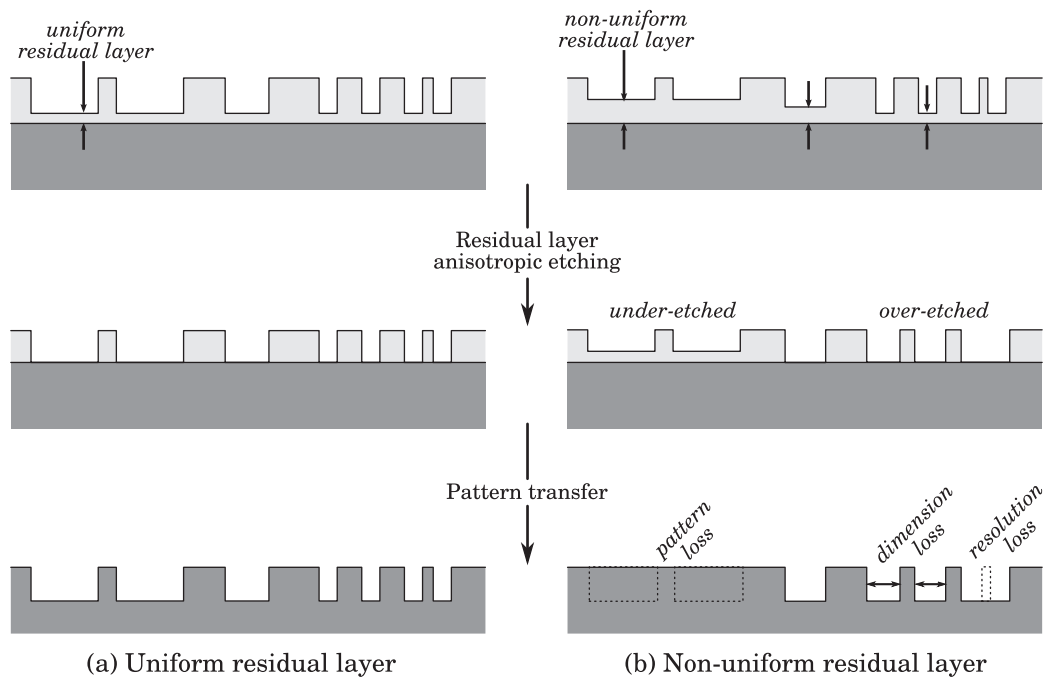 uniform
residual layer
non-uniform
residual layer
Residual layer
anisotropic etching
under-etched
over-etched
Pattern transfer
pattern
loss
dimension
loss
resolution
loss
(a) Uniform residual layer
(b) Non-uniform residual layer